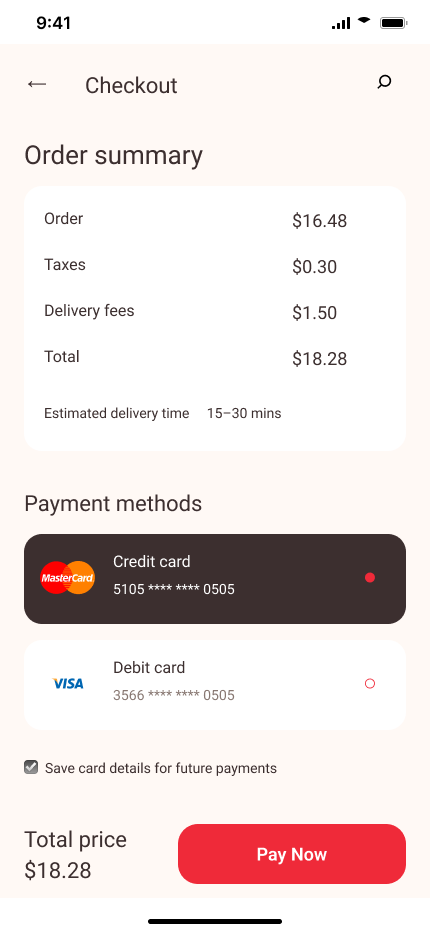 9:41
Checkout
Order summary
Order $16.48
Taxes $0.30
Delivery fees $1.50
Total $18.28
Estimated delivery time 15–30 mins
Payment methods
MasterCard
Credit card
5105 **** **** 0505
VISA
Debit card
3566 **** **** 0505
Save card details for future payments
Total price
$18.28
Pay Now